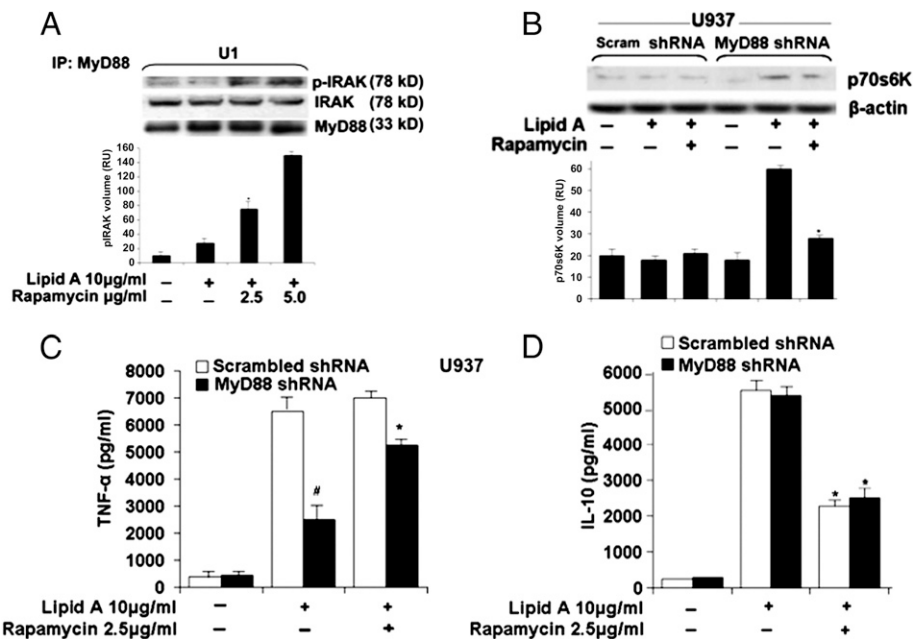 A
U1
IP: MyD88
p-IRAK (78 kD)
IRAK (78 kD)
MyD88 (33 kD)
pIRAK volume (RU)
160
140
120
100
80
60
40
20
0
Lipid A 10µg/ml – + + +
Rapamycin µg/ml – – 2.5 5.0
B
U937
Scram shRNA MyD88 shRNA
p70s6K
β-actin
Lipid A – + + – + +
Rapamycin – – + – – +
p70s6K volume (RU)
60
50
40
30
20
10
0
C
Scrambled shRNA
MyD88 shRNA
U937
TNF-α (pg/ml)
8000
7000
6000
5000
4000
3000
2000
1000
0
#
*
Lipid A 10µg/ml – + +
Rapamycin 2.5µg/ml – – +
D
Scrambled shRNA
MyD88 shRNA
IL-10 (pg/ml)
6000
5000
4000
3000
2000
1000
0
* *
Lipid A 10µg/ml – + +
Rapamycin 2.5µg/ml – – +